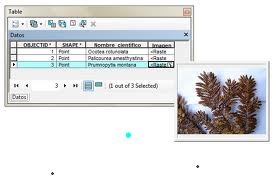 Table
Datos
OBJECTID * SHAPE * Nombre_cientifico Imagen
1 Point Ocotea rotundata <Raste
2 Point Palicourea amesthystina <Raste
3 Point Prumnopitys montana <Raste
3 (1 out of 3 Selected)
Datos